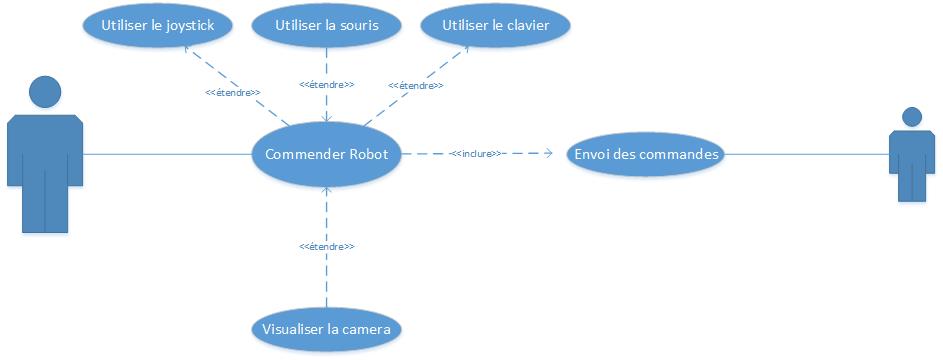 Utiliser le joystick
Utiliser la souris
Utiliser le clavier
<<étendre>>
<<étendre>>
<<étendre>>
Commender Robot
<<inclure>>
Envoi des commandes
<<étendre>>
Visualiser la camera